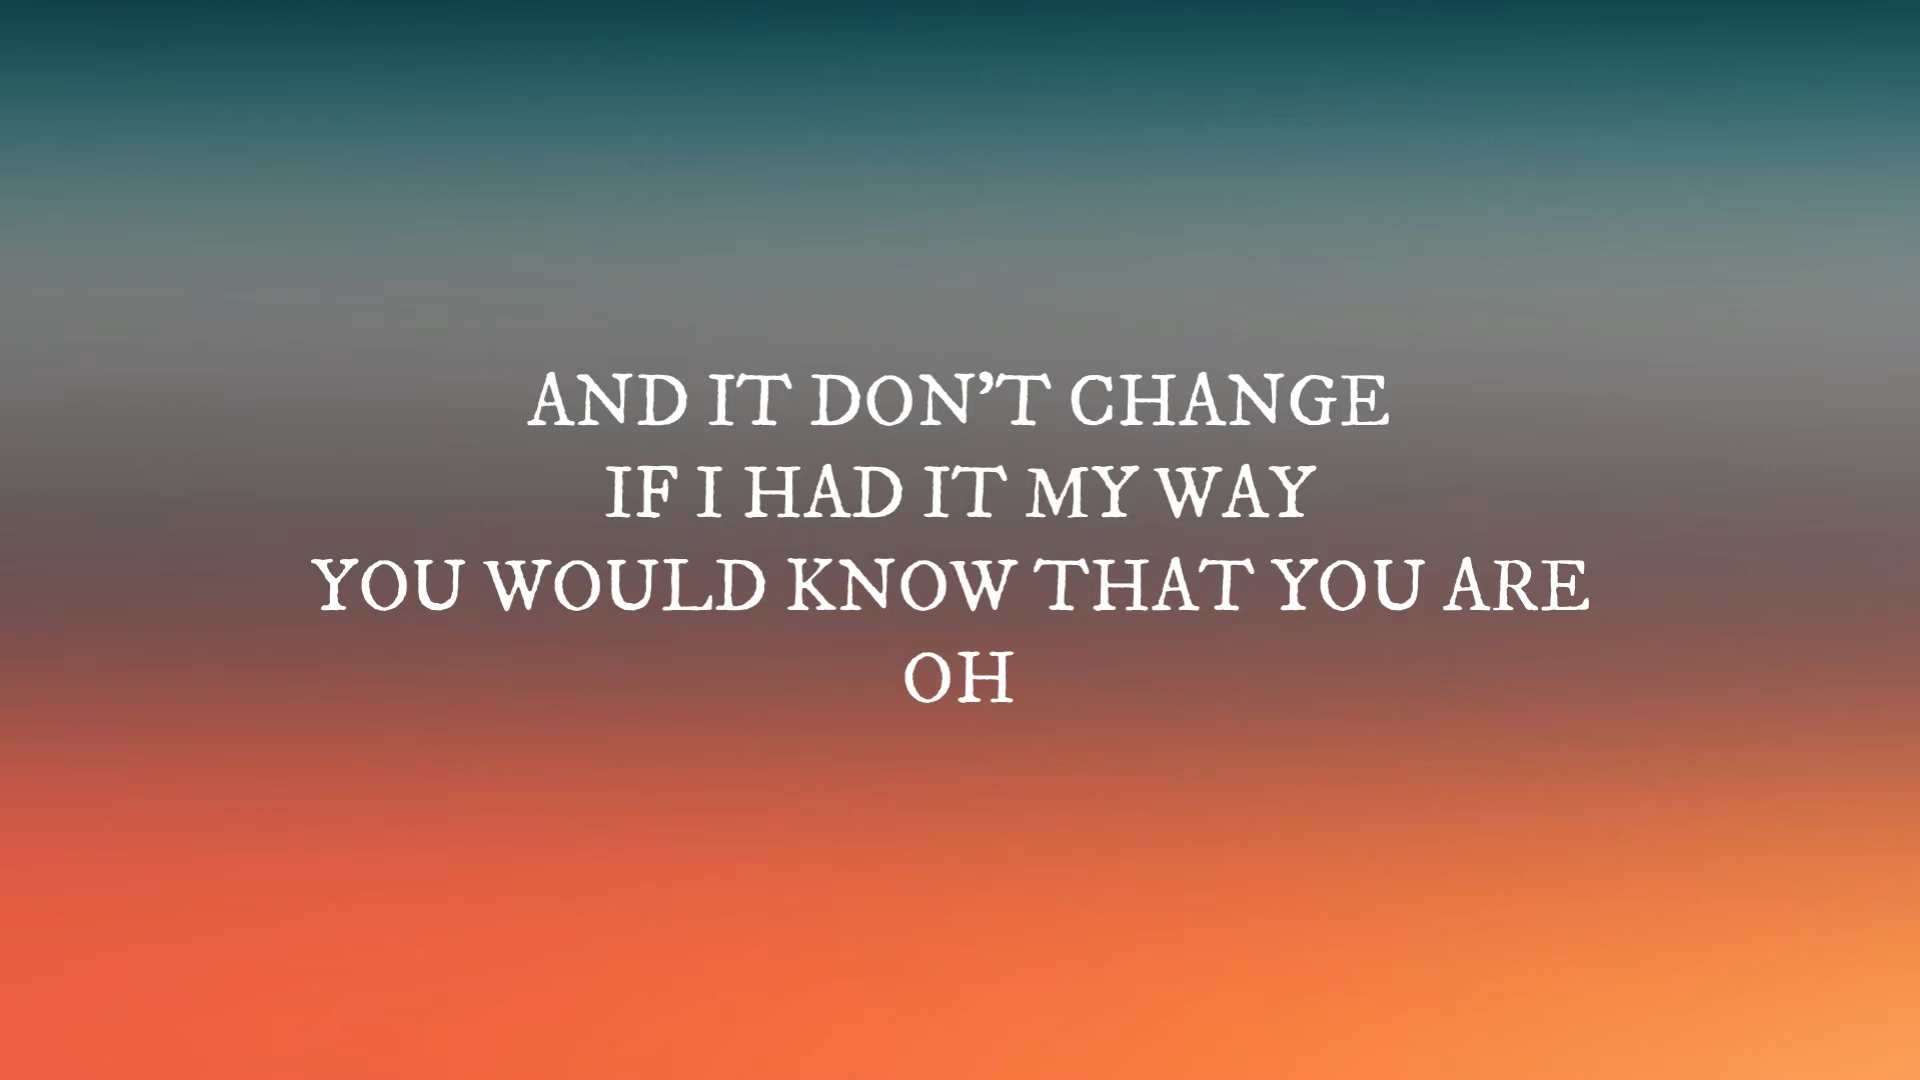 AND IT DON’T CHANGE
IF I HAD IT MY WAY
YOU WOULD KNOW THAT YOU ARE
OH